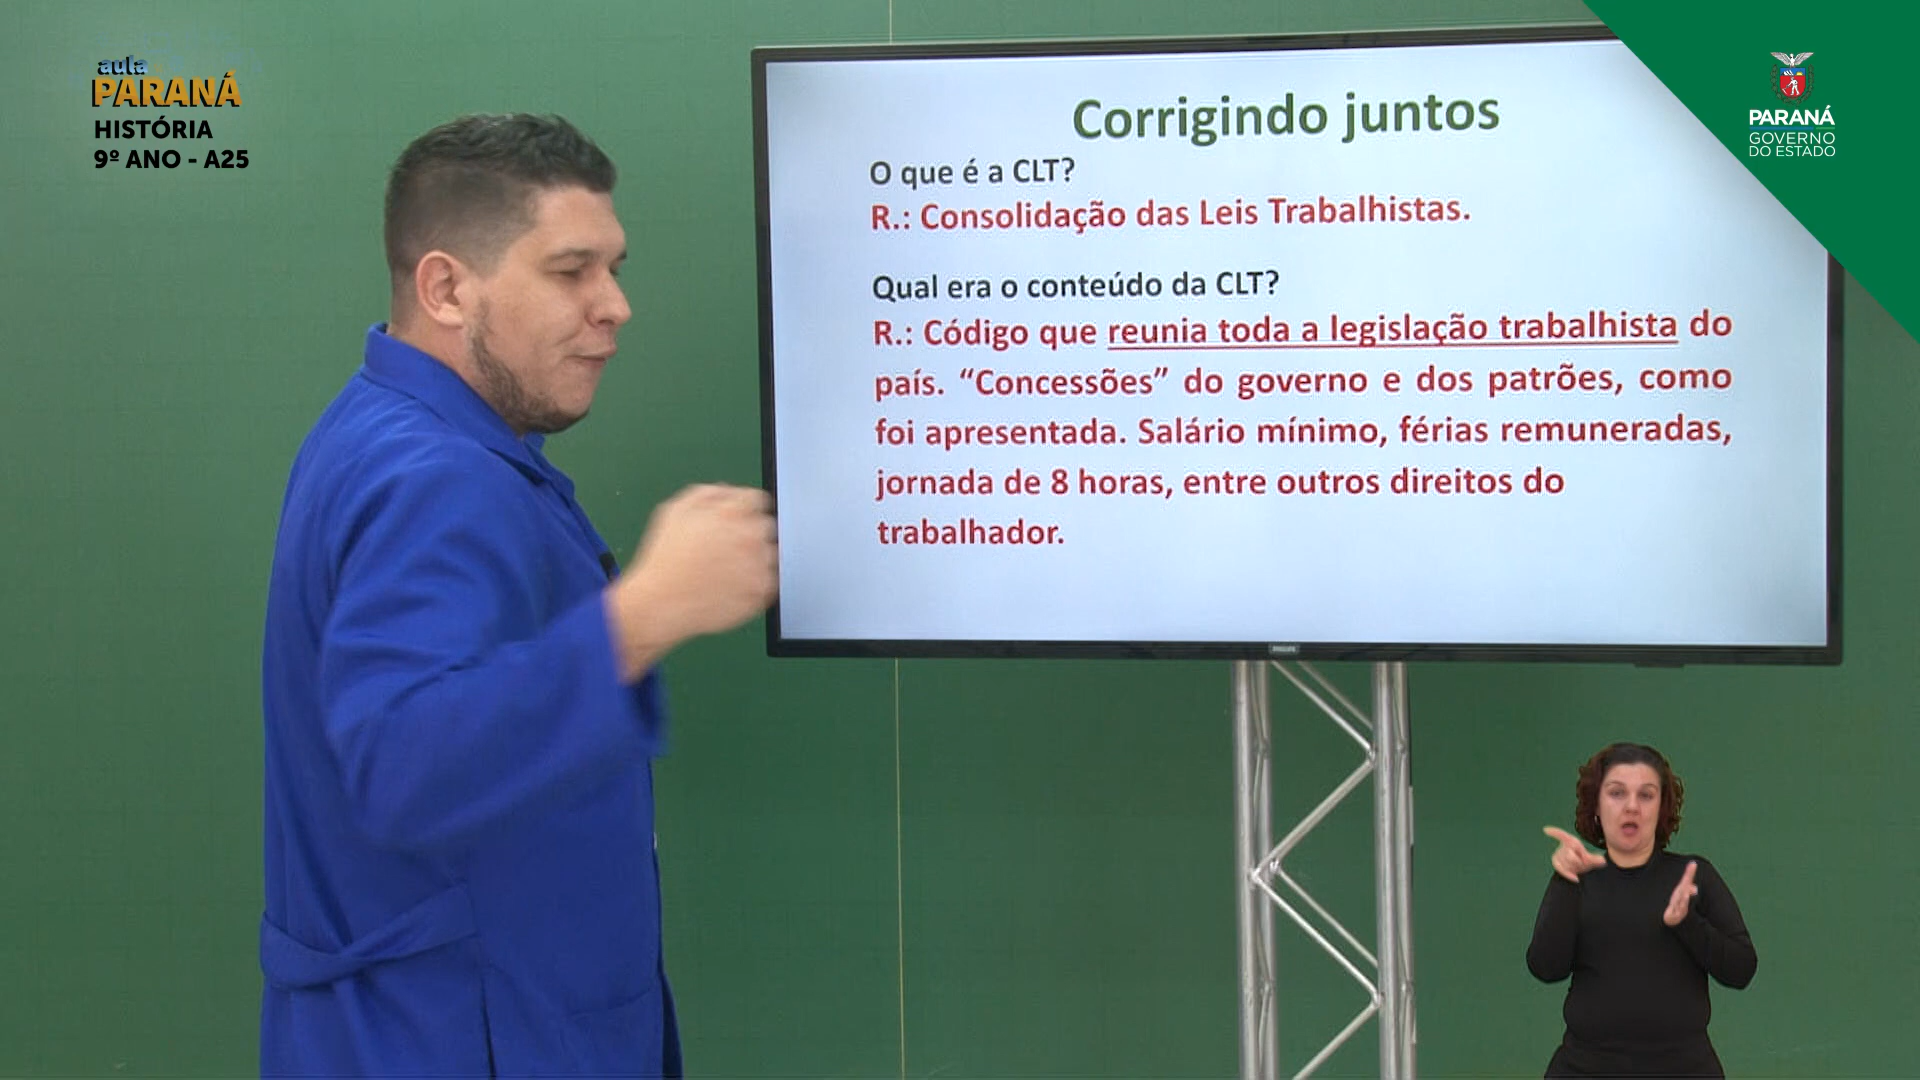 aula
PARANÁ
HISTÓRIA
9º ANO - A25
Corrigindo juntos
O que é a CLT?
R.: Consolidação das Leis Trabalhistas.
Qual era o conteúdo da CLT?
R.: Código que reunia toda a legislação trabalhista do
país. “Concessões” do governo e dos patrões, como
foi apresentada. Salário mínimo, férias remuneradas,
jornada de 8 horas, entre outros direitos do
trabalhador.
PHILIPS
PARANÁ
GOVERNO
DO ESTADO